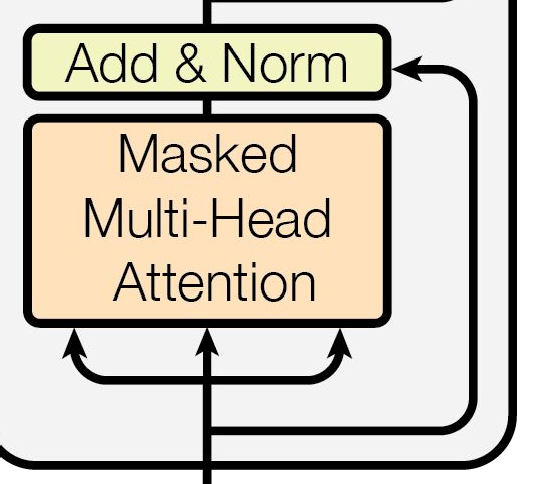 Add & Norm
Masked
Multi-Head
Attention